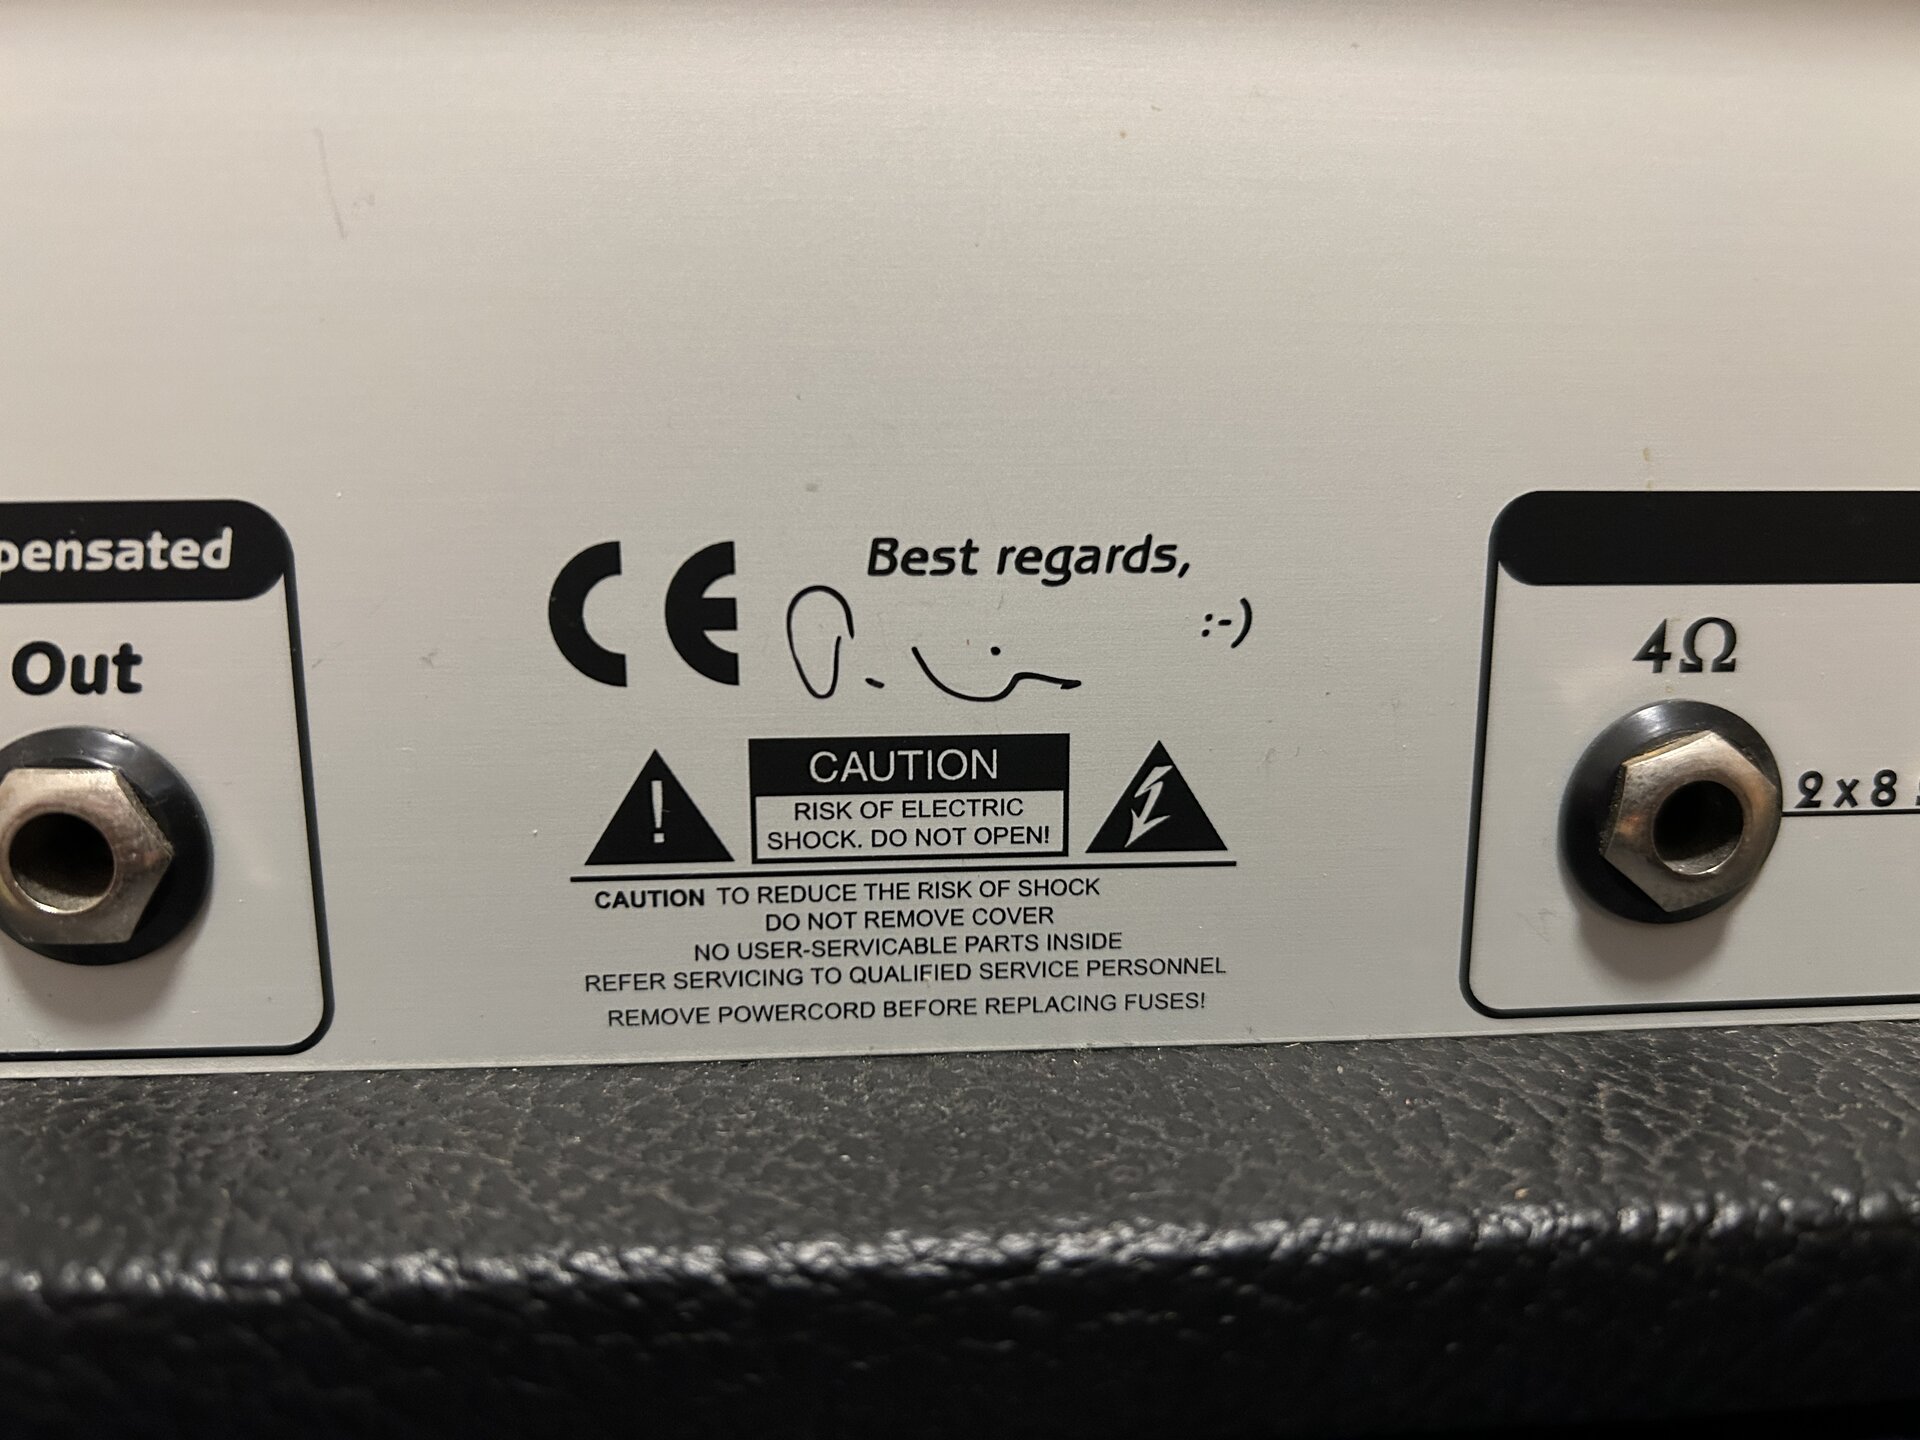 pensated
Out
CE
Best regards,
:-)
CAUTION
RISK OF ELECTRIC
SHOCK. DO NOT OPEN!
CAUTION TO REDUCE THE RISK OF SHOCK
DO NOT REMOVE COVER
NO USER-SERVICABLE PARTS INSIDE
REFER SERVICING TO QUALIFIED SERVICE PERSONNEL
REMOVE POWERCORD BEFORE REPLACING FUSES!
4Ω
2 x 8